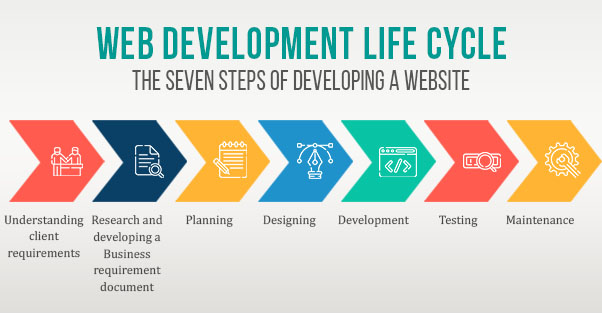 WEB DEVELOPMENT LIFE CYCLE
THE SEVEN STEPS OF DEVELOPING A WEBSITE
Understanding
client
requirements
Research and
developing a
Business
requirement
document
Planning
Designing
Development
Testing
Maintenance